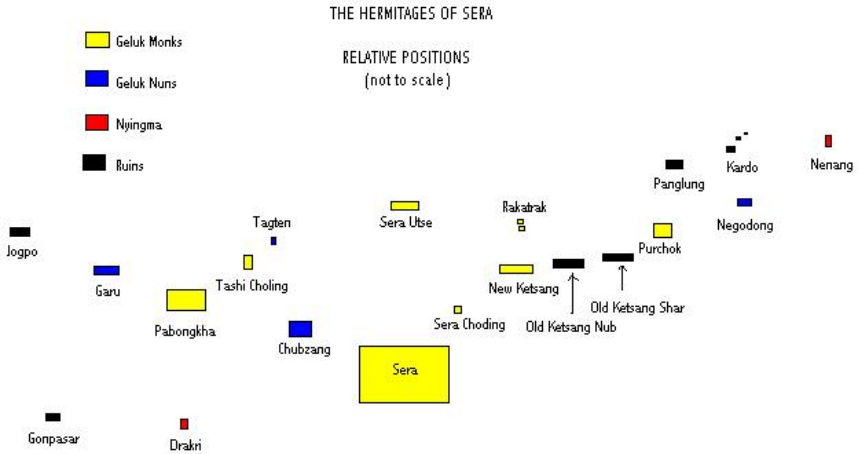 THE HERMITAGES OF SERA
RELATIVE POSITIONS
(not to scale)
Geluk Monks
Geluk Nuns
Nyingma
Ruins
Kardo
Nenang
Panglung
Rakatrak
Tagten
Sera Utse
Negodong
Purchok
Jogpo
Tashi Choling
Garu
New Ketsang
Old Ketsang Shar
Pabongkha
Sera Choding
Old Ketsang Nub
Chubzang
Sera
Gonpasar
Drakri